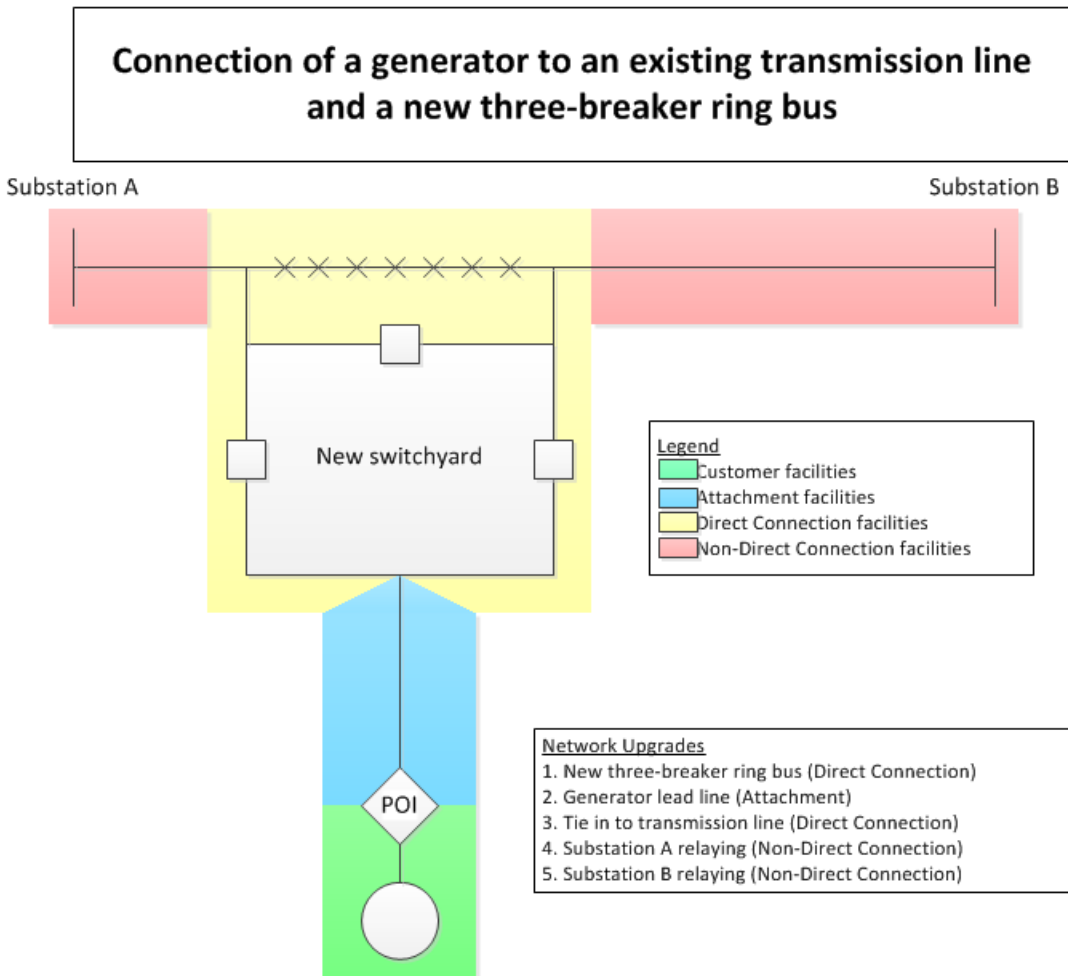 Connection of a generator to an existing transmission line
and a new three-breaker ring bus
Substation A
Substation B
New switchyard
Legend
Customer facilities
Attachment facilities
Direct Connection facilities
Non-Direct Connection facilities
Network Upgrades
1. New three-breaker ring bus (Direct Connection)
2. Generator lead line (Attachment)
3. Tie in to transmission line (Direct Connection)
4. Substation A relaying (Non-Direct Connection)
5. Substation B relaying (Non-Direct Connection)
POI